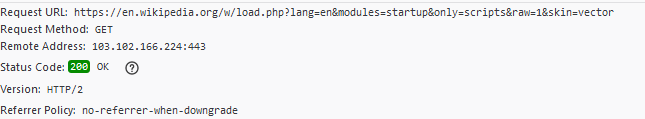 Request URL: https://en.wikipedia.org/w/load.php?lang=en&modules=startup&only=scripts&raw=1&skin=vector
Request Method: GET
Remote Address: 103.102.166.224:443
Status Code: 200 OK ?
Version: HTTP/2
Referrer Policy: no-referrer-when-downgrade